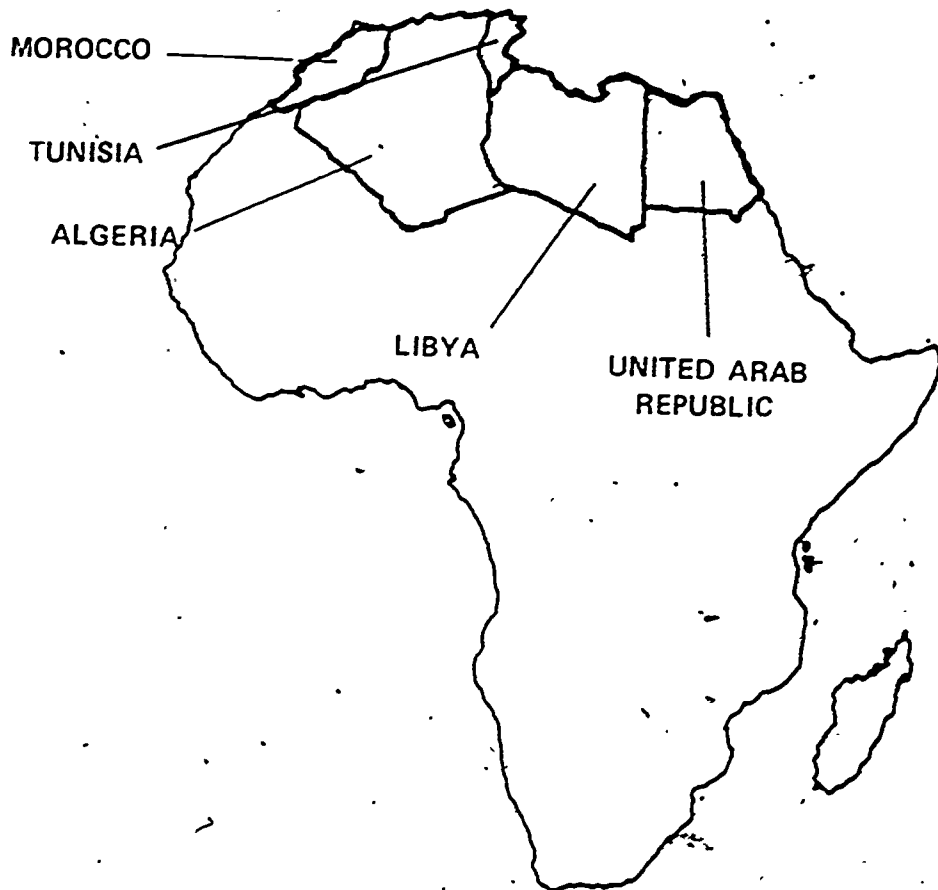 MOROCCO
TUNISIA
ALGERIA
LIBYA
UNITED ARAB
REPUBLIC